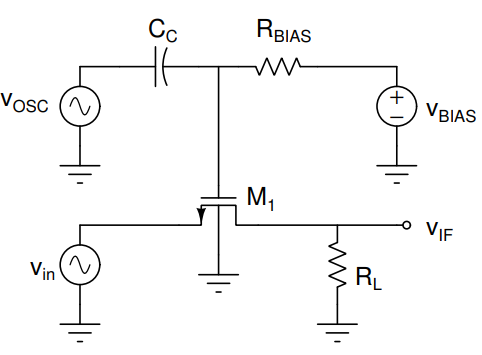 C_C
R_BIAS
v_OSC
+
−
v_BIAS
M_1
v_IF
v_in
R_L